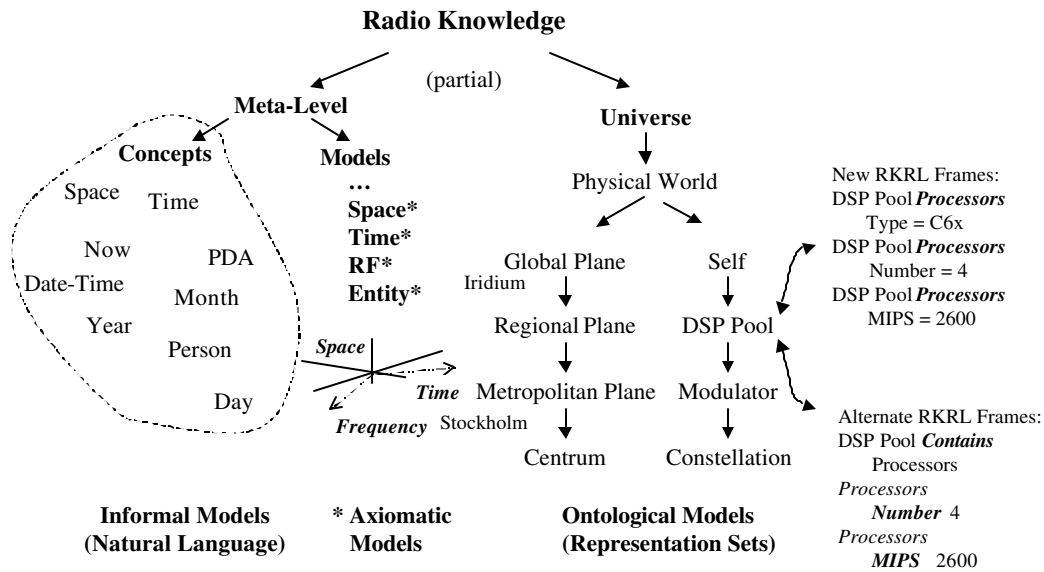 Radio Knowledge
(partial)
Meta-Level
Universe
Concepts
Models
…
Space*
Time*
RF*
Entity*
Space
Time
Now
PDA
Date-Time
Month
Year
Person
Day
Space
Time
Frequency
Physical World
Global Plane
Iridium
Regional Plane
Metropolitan Plane
Stockholm
Centrum
Self
DSP Pool
Modulator
Constellation
New RKRL Frames:
DSP Pool Processors
Type = C6x
DSP Pool Processors
Number = 4
DSP Pool Processors
MIPS = 2600
Alternate RKRL Frames:
DSP Pool Contains
Processors
Processors
Number 4
Processors
MIPS 2600
Informal Models
(Natural Language)
* Axiomatic
Models
Ontological Models
(Representation Sets)